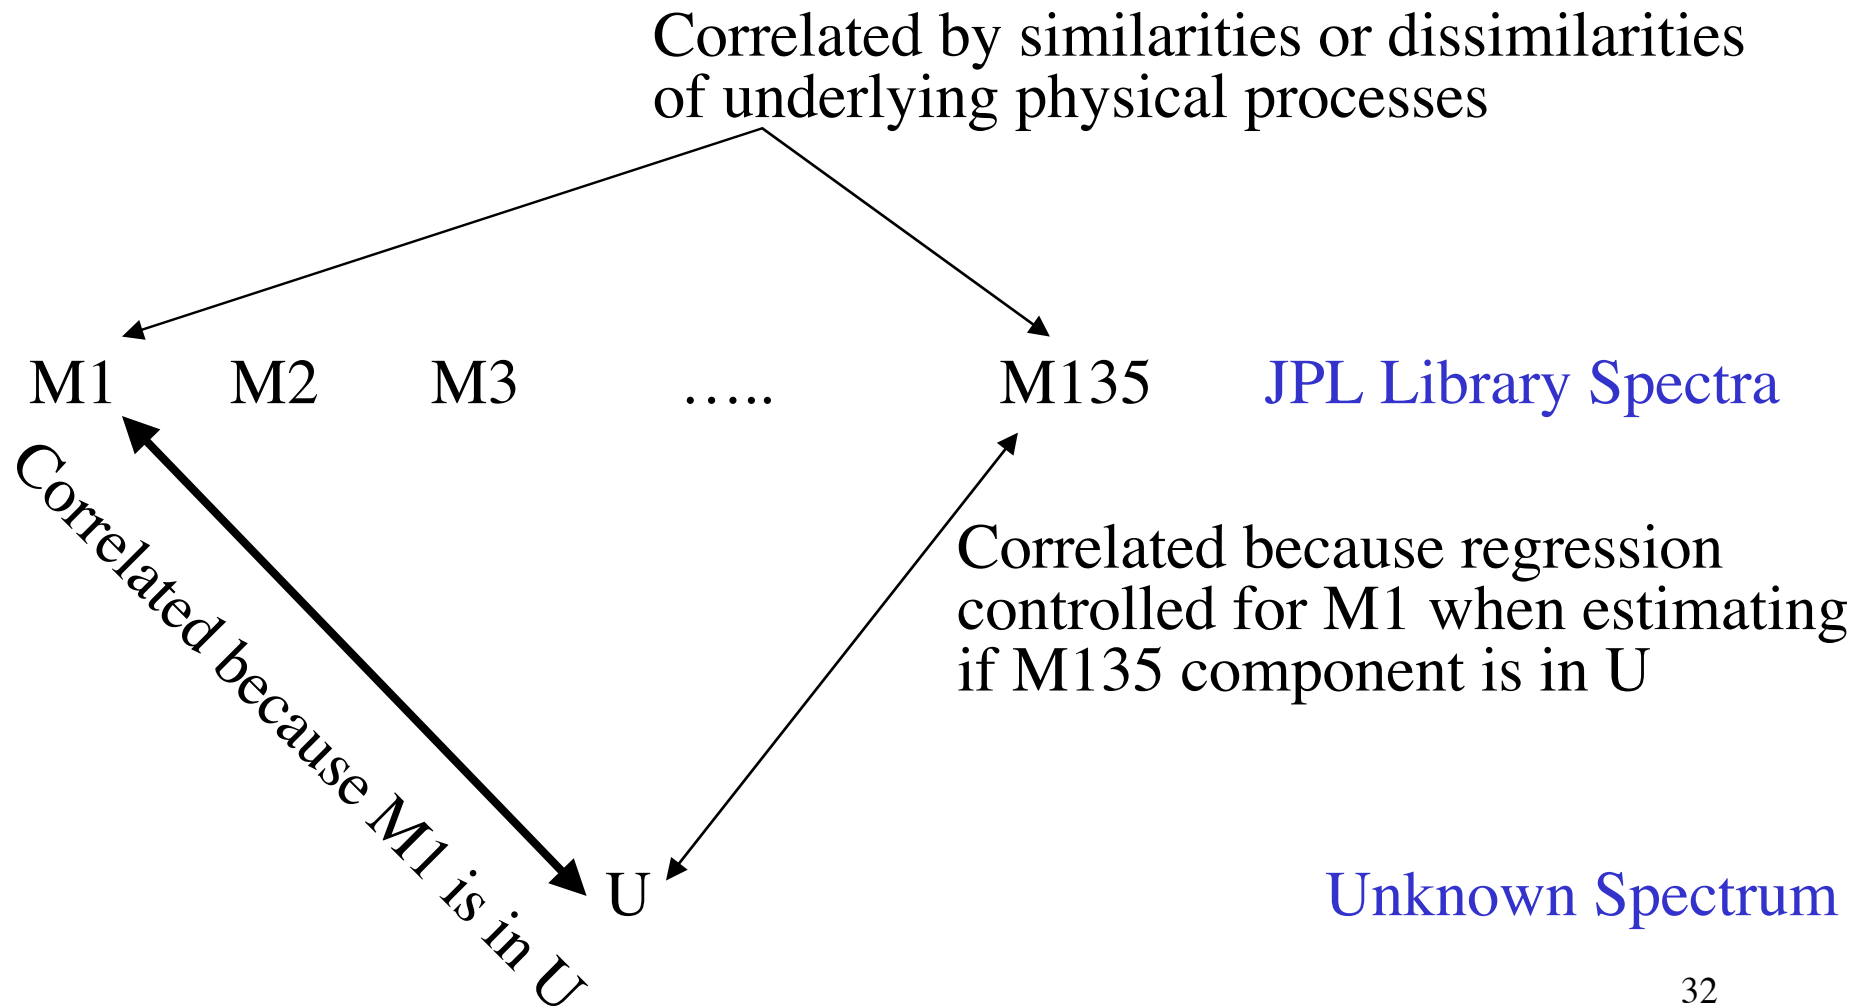 Correlated by similarities or dissimilarities
of underlying physical processes
M1 M2 M3 ..... M135 JPL Library Spectra
Correlated because M1 is in U
Correlated because regression
controlled for M1 when estimating
if M135 component is in U
U Unknown Spectrum
32